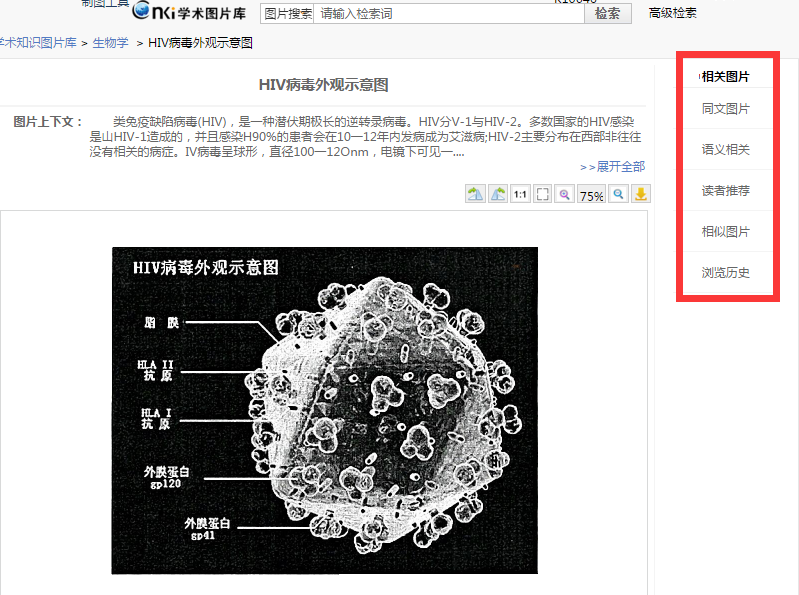 制图工具
cnki学术图片库
图片搜索
请输入检索词
检索
高级检索
学术知识图片库 > 生物学 > HIV病毒外观示意图
HIV病毒外观示意图
图片上下文：
类免疫缺陷病毒(HIV)，是一种潜伏期极长的逆转录病毒。HIV分V-1与HIV-2。多数国家的HIV感染
是山HIV-1造成的，并且感染H90%的患者会在10一12年内发病成为艾滋病;HIV-2主要分布在西部非往往
没有相关的病症。IV病毒呈球形，直径100一12Onm，电镜下可见一....
>>展开全部
1:1
75%
HIV病毒外观示意图
脂 膜
HLA II
抗 原
HLA I
抗 原
外膜蛋白
gp120
外膜蛋白
gp41
相关图片
同文图片
语义相关
读者推荐
相似图片
浏览历史